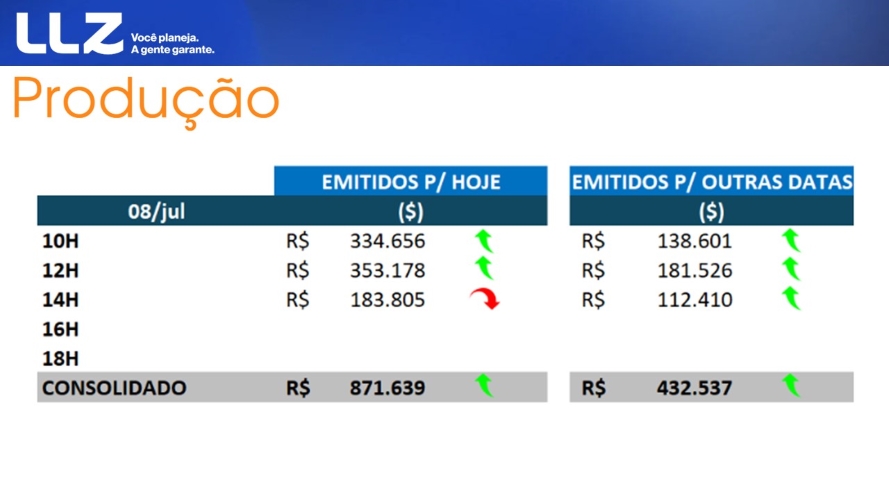 LLZ
Você planeja.
A gente garante.
Produção
EMITIDOS P/ HOJE EMITIDOS P/ OUTRAS DATAS
08/jul ($) ($)
10H R$ 334.656 R$ 138.601
12H R$ 353.178 R$ 181.526
14H R$ 183.805 R$ 112.410
16H
18H
CONSOLIDADO R$ 871.639 R$ 432.537